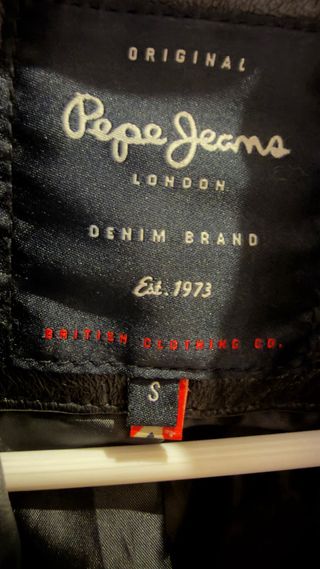 ORIGINAL
Pepe Jeans
LONDON
DENIM BRAND
Est. 1973
BRITISH CLOTHING CO.
S